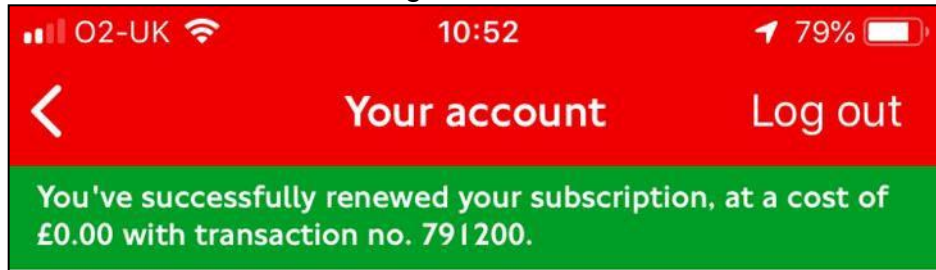 O2-UK 10:52 79%
Your account Log out
You've successfully renewed your subscription, at a cost of
£0.00 with transaction no. 791200.